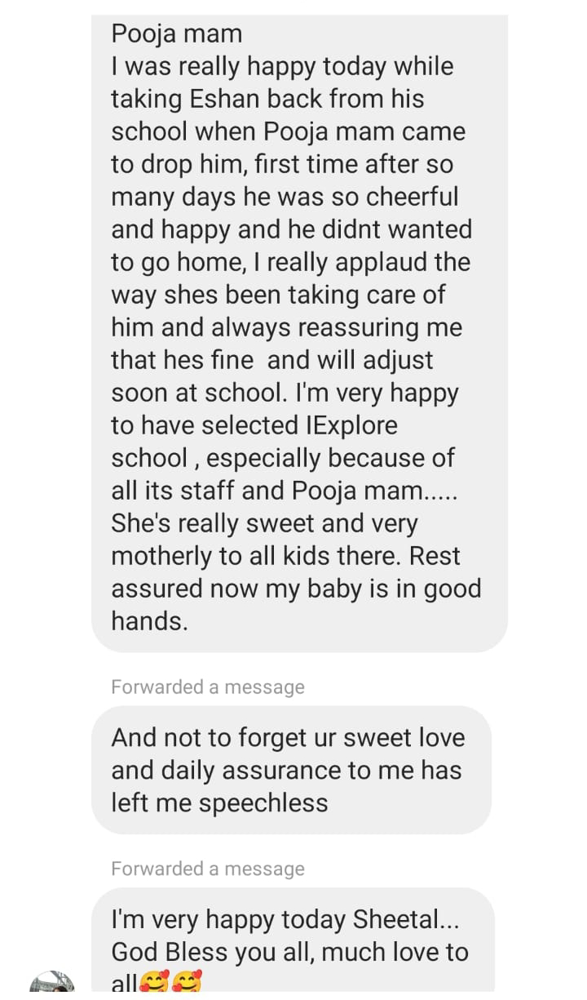 Pooja mam
I was really happy today while
taking Eshan back from his
school when Pooja mam came
to drop him, first time after so
many days he was so cheerful
and happy and he didnt wanted
to go home, I really applaud the
way shes been taking care of
him and always reassuring me
that hes fine  and will adjust
soon at school. I'm very happy
to have selected IExplore
school , especially because of
all its staff and Pooja mam.....
She's really sweet and very
motherly to all kids there. Rest
assured now my baby is in good
hands.
Forwarded a message
And not to forget ur sweet love
and daily assurance to me has
left me speechless
Forwarded a message
I'm very happy today Sheetal...
God Bless you all, much love to
all🥰🥰